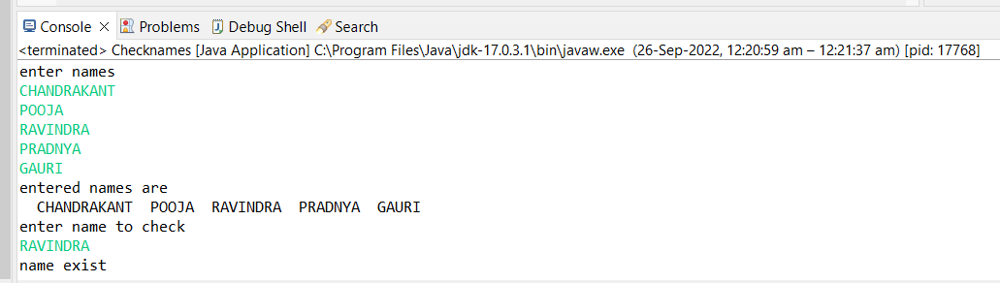 Console Problems Debug Shell Search
<terminated> Checknames [Java Application] C:\Program Files\Java\jdk-17.0.3.1\bin\javaw.exe (26-Sep-2022, 12:20:59 am – 12:21:37 am) [pid: 17768]
enter names
CHANDRAKANT
POOJA
RAVINDRA
PRADNYA
GAURI
entered names are
  CHANDRAKANT  POOJA  RAVINDRA  PRADNYA  GAURI
enter name to check
RAVINDRA
name exist